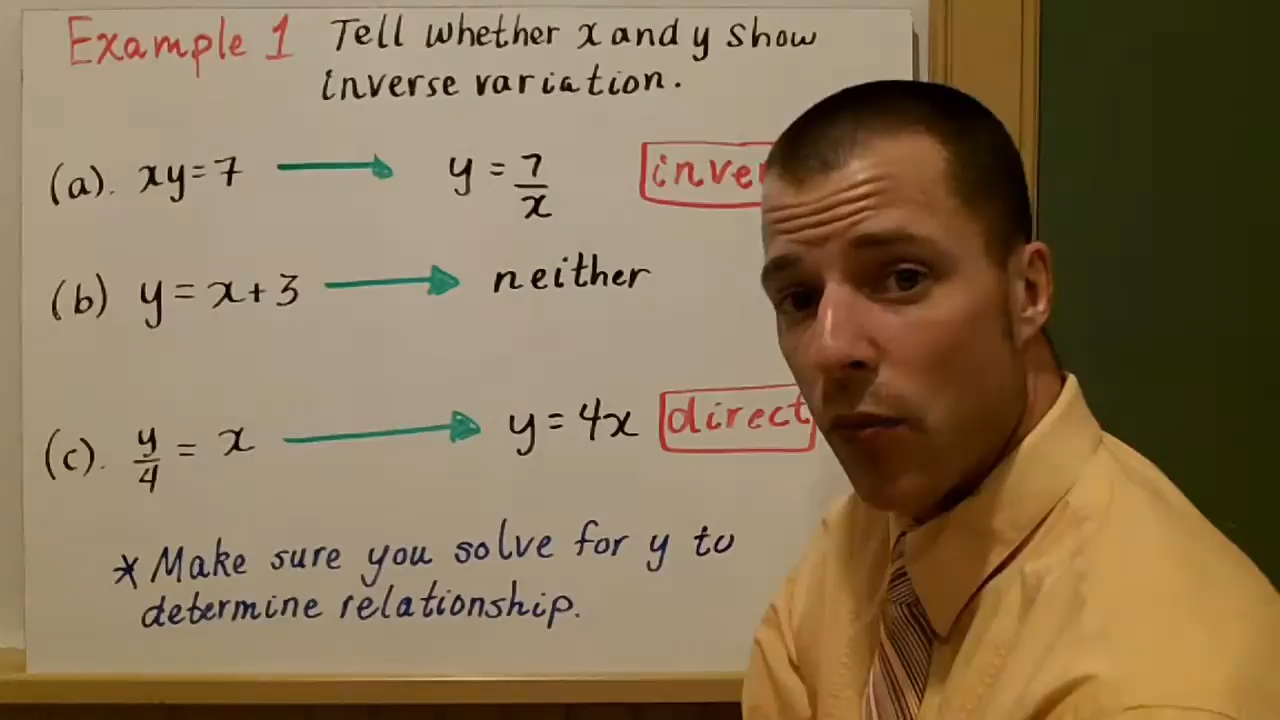 Example 1 Tell whether x and y show
inverse variation.
(a). xy = 7 → y = 7/x
(b) y = x + 3 → neither
(c). y/4 = x → y = 4x direct
* Make sure you solve for y to
determine relationship.